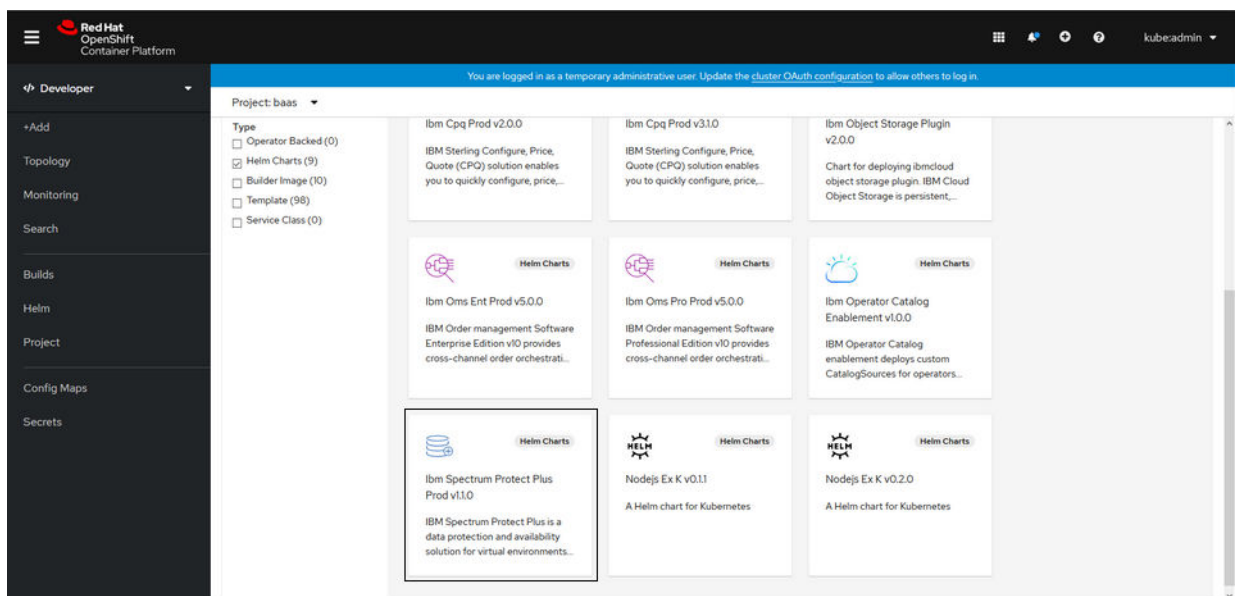 Red Hat
OpenShift
Container Platform
kube:admin
You are logged in as a temporary administrative user. Update the cluster OAuth configuration to allow others to log in.
</> Developer
+Add
Topology
Monitoring
Search
Builds
Helm
Project
Config Maps
Secrets
Project: baas
Type
Operator Backed (0)
Helm Charts (9)
Builder Image (10)
Template (98)
Service Class (0)
Ibm Cpq Prod v2.0.0
IBM Sterling Configure, Price,
Quote (CPQ) solution enables
you to quickly configure, price,...
Ibm Cpq Prod v3.1.0
IBM Sterling Configure, Price,
Quote (CPQ) solution enables
you to quickly configure, price,...
Ibm Object Storage Plugin
v2.0.0
Chart for deploying ibmcloud
object storage plugin. IBM Cloud
Object Storage is persistent,...
Helm Charts
Ibm Oms Ent Prod v5.0.0
IBM Order management Software
Enterprise Edition v10 provides
cross-channel order orchestrati...
Helm Charts
Ibm Oms Pro Prod v5.0.0
IBM Order management Software
Professional Edition v10 provides
cross-channel order orchestrati...
Helm Charts
Ibm Operator Catalog
Enablement v1.0.0
IBM Operator Catalog
enablement deploys custom
CatalogSources for operators...
Helm Charts
Ibm Spectrum Protect Plus
Prod v1.1.0
IBM Spectrum Protect Plus is a
data protection and availability
solution for virtual environments...
HELM
Helm Charts
Nodejs Ex K v0.1.1
A Helm chart for Kubernetes
HELM
Helm Charts
Nodejs Ex K v0.2.0
A Helm chart for Kubernetes